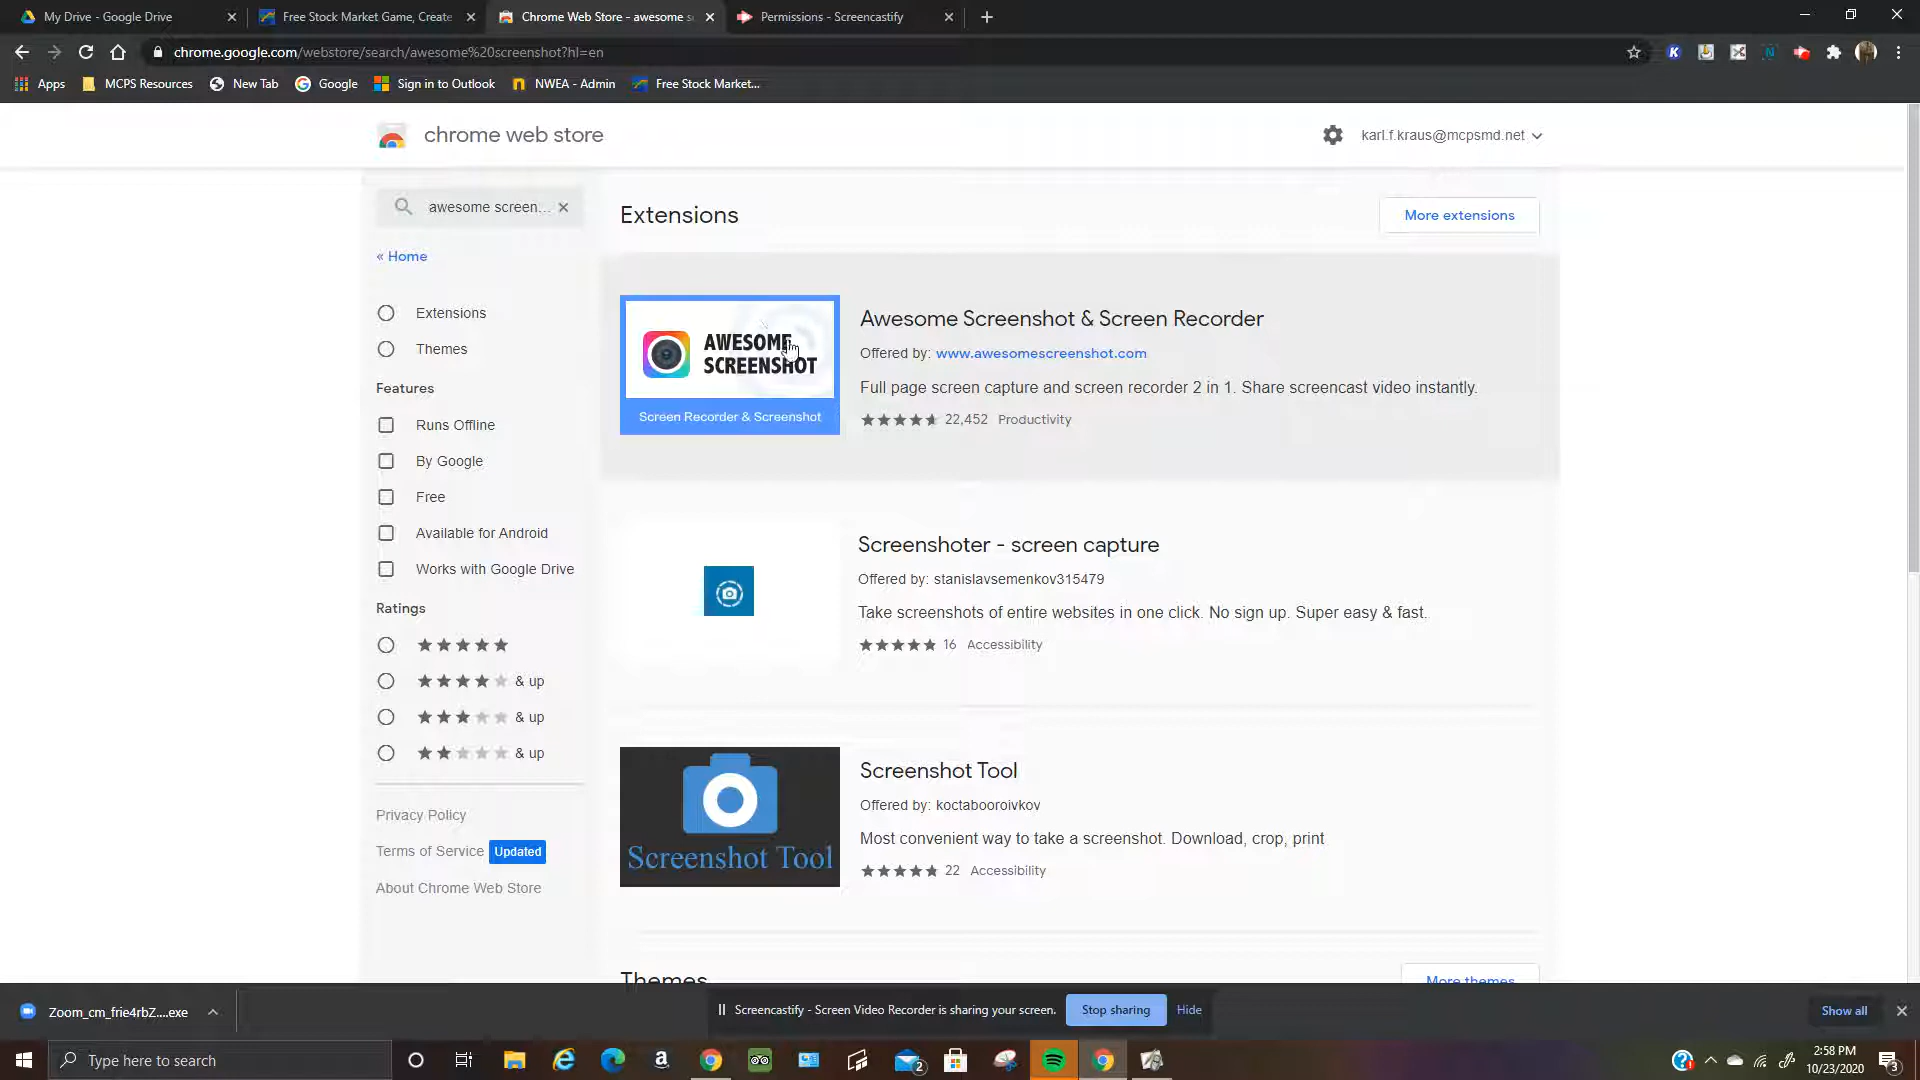 My Drive - Google Drive
Free Stock Market Game, Create
Chrome Web Store - awesome s
Permissions - Screencastify
chrome.google.com/webstore/search/awesome%20screenshot?hl=en
Apps
MCPS Resources
New Tab
Google
Sign in to Outlook
NWEA - Admin
Free Stock Market...
chrome web store
karl.f.kraus@mcpsmd.net
awesome screen...
Extensions
More extensions
« Home
Extensions
Themes
Features
Runs Offline
By Google
Free
Available for Android
Works with Google Drive
Ratings
& up
& up
& up
Privacy Policy
Terms of Service Updated
About Chrome Web Store
AWESOME
SCREENSHOT
Screen Recorder & Screenshot
Awesome Screenshot & Screen Recorder
Offered by: www.awesomescreenshot.com
Full page screen capture and screen recorder 2 in 1. Share screencast video instantly.
22,452 Productivity
Screenshoter - screen capture
Offered by: stanislavsemenkov315479
Take screenshots of entire websites in one click. No sign up. Super easy & fast.
16 Accessibility
Screenshot Tool
Screenshot Tool
Offered by: koctabooroivkov
Most convenient way to take a screenshot. Download, crop, print
22 Accessibility
Themes
More themes
Zoom_cm_frie4rbZ....exe
Screencastify - Screen Video Recorder is sharing your screen.
Stop sharing
Hide
Show all
Type here to search
2
2:58 PM
10/23/2020
3